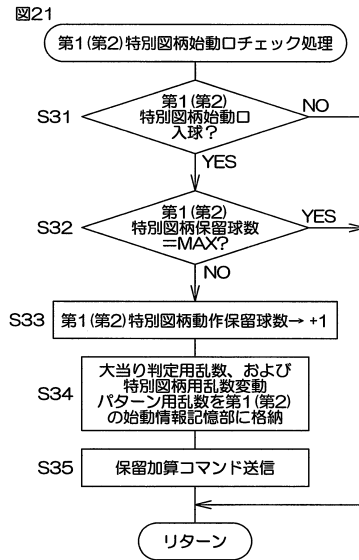 図21
第1(第2)特別図柄始動口チェック処理
S31
第1(第2)
特別図柄始動口
入球?
NO
YES
S32
第1(第2)
特別図柄保留球数
=MAX?
YES
NO
S33
第1(第2)特別図柄動作保留球数→ +1
S34
大当り判定用乱数、および
特別図柄用乱数変動
パターン用乱数を第1(第2)
の始動情報記憶部に格納
S35
保留加算コマンド送信
リターン